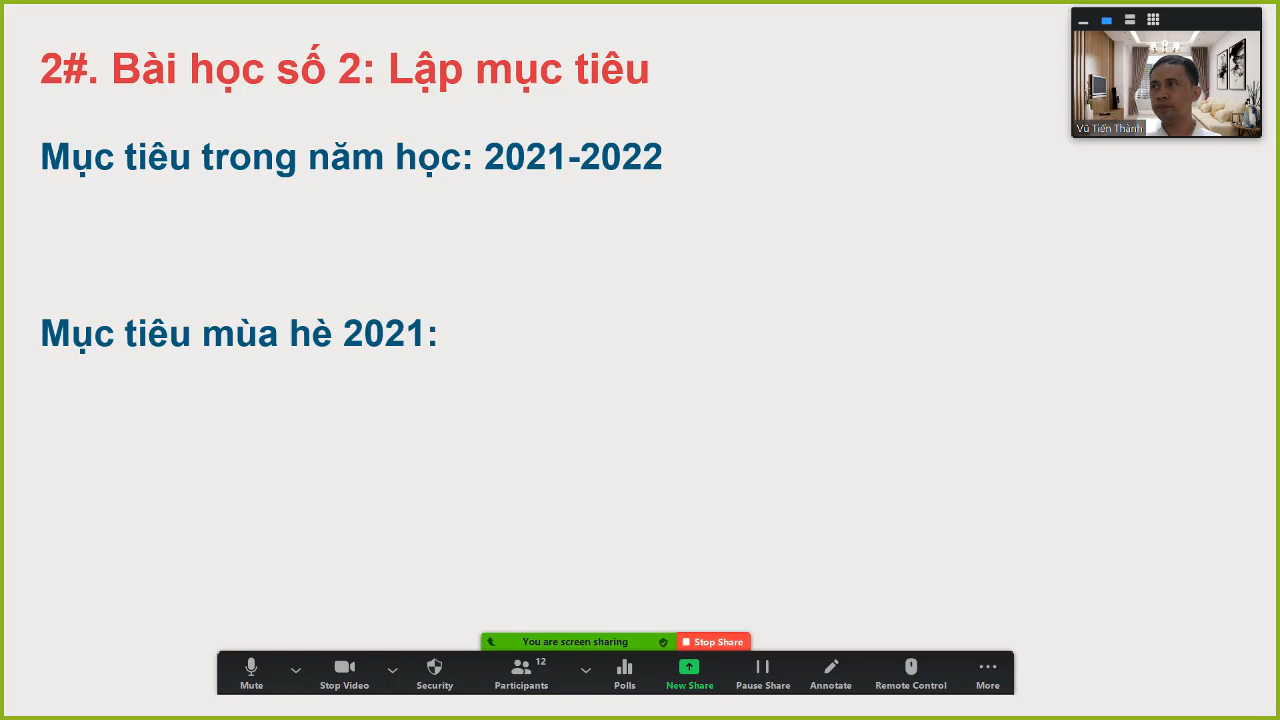 2#. Bài học số 2: Lập mục tiêu
Vũ Tiến Thành
Mục tiêu trong năm học: 2021-2022
Mục tiêu mùa hè 2021:
You are screen sharing
Stop Share
Mute
Stop Video
Security
12
Participants
Polls
New Share
Pause Share
Annotate
Remote Control
More